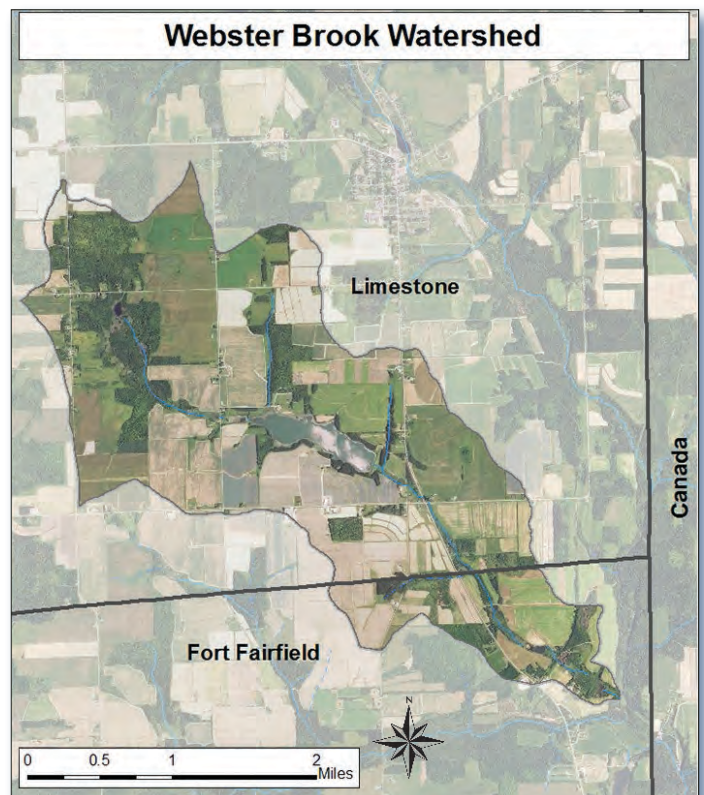 Webster Brook Watershed
Limestone
Canada
Fort Fairfield
N
0 0.5 1 2
Miles